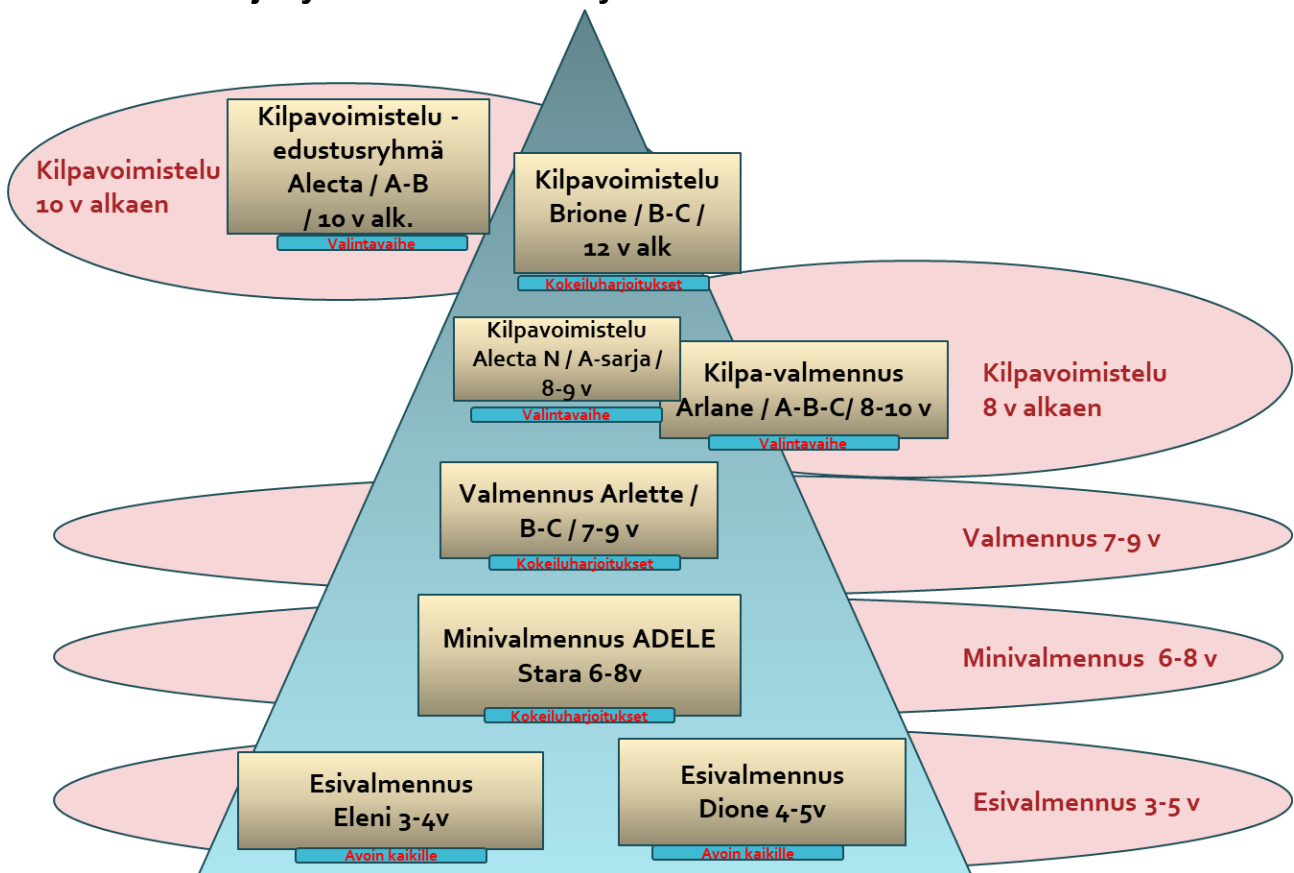 Kilpavoimistelu
10 v alkaen
Kilpavoimistelu -
edustusryhmä
Alecta / A-B
/ 10 v alk.
Valintavaihe
Kilpavoimistelu
Brione / B-C /
12 v alk
Kokeiluharjoitukset
Kilpavoimistelu
Alecta N / A-sarja /
8-9 v
Valintavaihe
Kilpa-valmennus
Arlane / A-B-C/ 8-10 v
Valintavaihe
Kilpavoimistelu
8 v alkaen
Valmennus Arlette /
B-C / 7-9 v
Kokeiluharjoitukset
Valmennus 7-9 v
Minivalmennus ADELE
Stara 6-8v
Kokeiluharjoitukset
Minivalmennus 6-8 v
Esivalmennus
Eleni 3-4v
Avoin kaikille
Esivalmennus
Dione 4-5v
Avoin kaikille
Esivalmennus 3-5 v